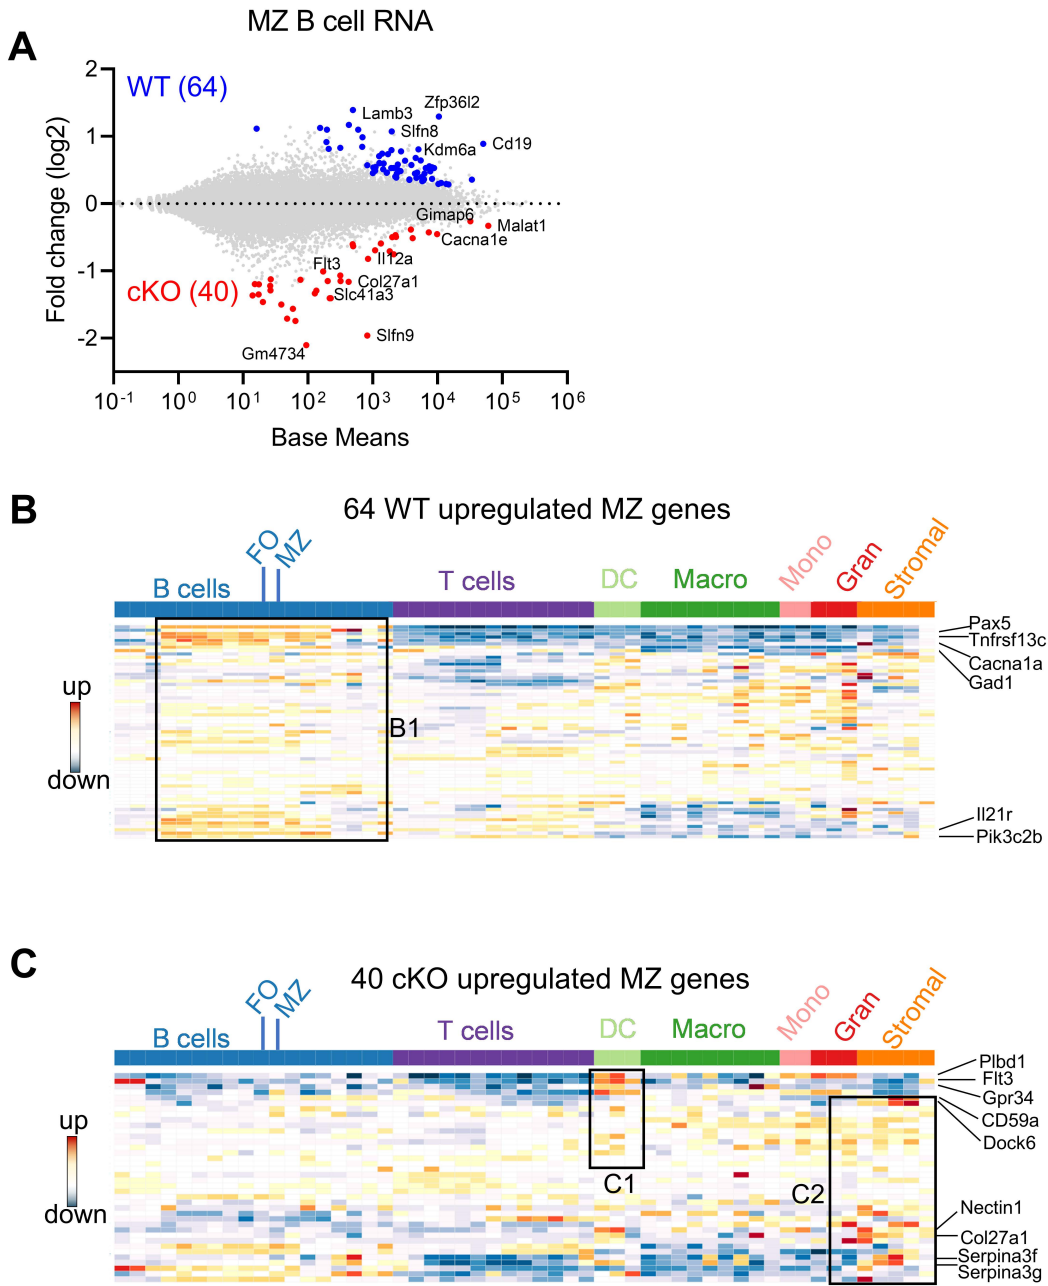 MZ B cell RNA
A
WT (64)
cKO (40)
Fold change (log2)
2
1
0
-1
-2
Lamb3
Zfp36l2
Slfn8
Cd19
Kdm6a
Gimap6
Malat1
Cacna1e
Il12a
Flt3
Col27a1
Slc41a3
Slfn9
Gm4734
10-1 100 101 102 103 104 105 106
Base Means
B
64 WT upregulated MZ genes
FO
MZ
B cells
T cells
DC
Macro
Mono
Gran
Stromal
up
down
B1
Pax5
Tnfrsf13c
Cacna1a
Gad1
Il21r
Pik3c2b
C
40 cKO upregulated MZ genes
FO
MZ
B cells
T cells
DC
Macro
Mono
Gran
Stromal
up
down
C1
C2
Plbd1
Flt3
Gpr34
CD59a
Dock6
Nectin1
Col27a1
Serpina3f
Serpina3g